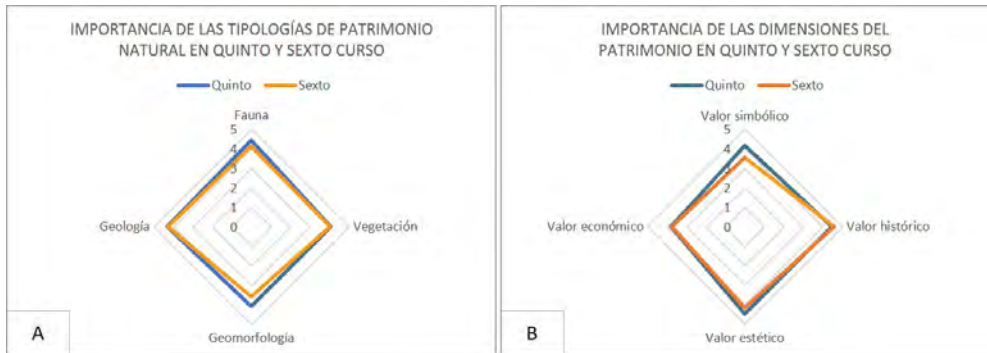 IMPORTANCIA DE LAS TIPOLOGÍAS DE PATRIMONIO
NATURAL EN QUINTO Y SEXTO CURSO
Quinto Sexto
Fauna
5
4
3
2
1
0
Geología
Vegetación
Geomorfología
A
IMPORTANCIA DE LAS DIMENSIONES DEL
PATRIMONIO EN QUINTO Y SEXTO CURSO
Quinto Sexto
Valor simbólico
5
4
3
2
1
0
Valor económico
Valor histórico
Valor estético
B